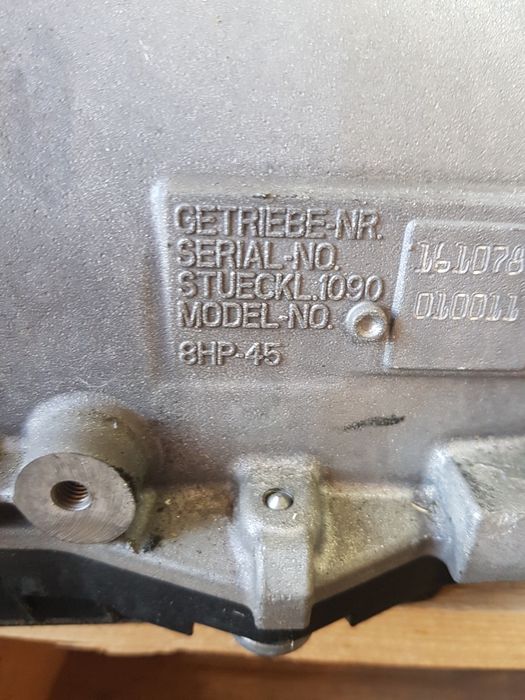 GETRIEBE-NR.
SERIAL-NO. 161078
STUECKL.1090
MODEL-NO. 010011
8HP-45